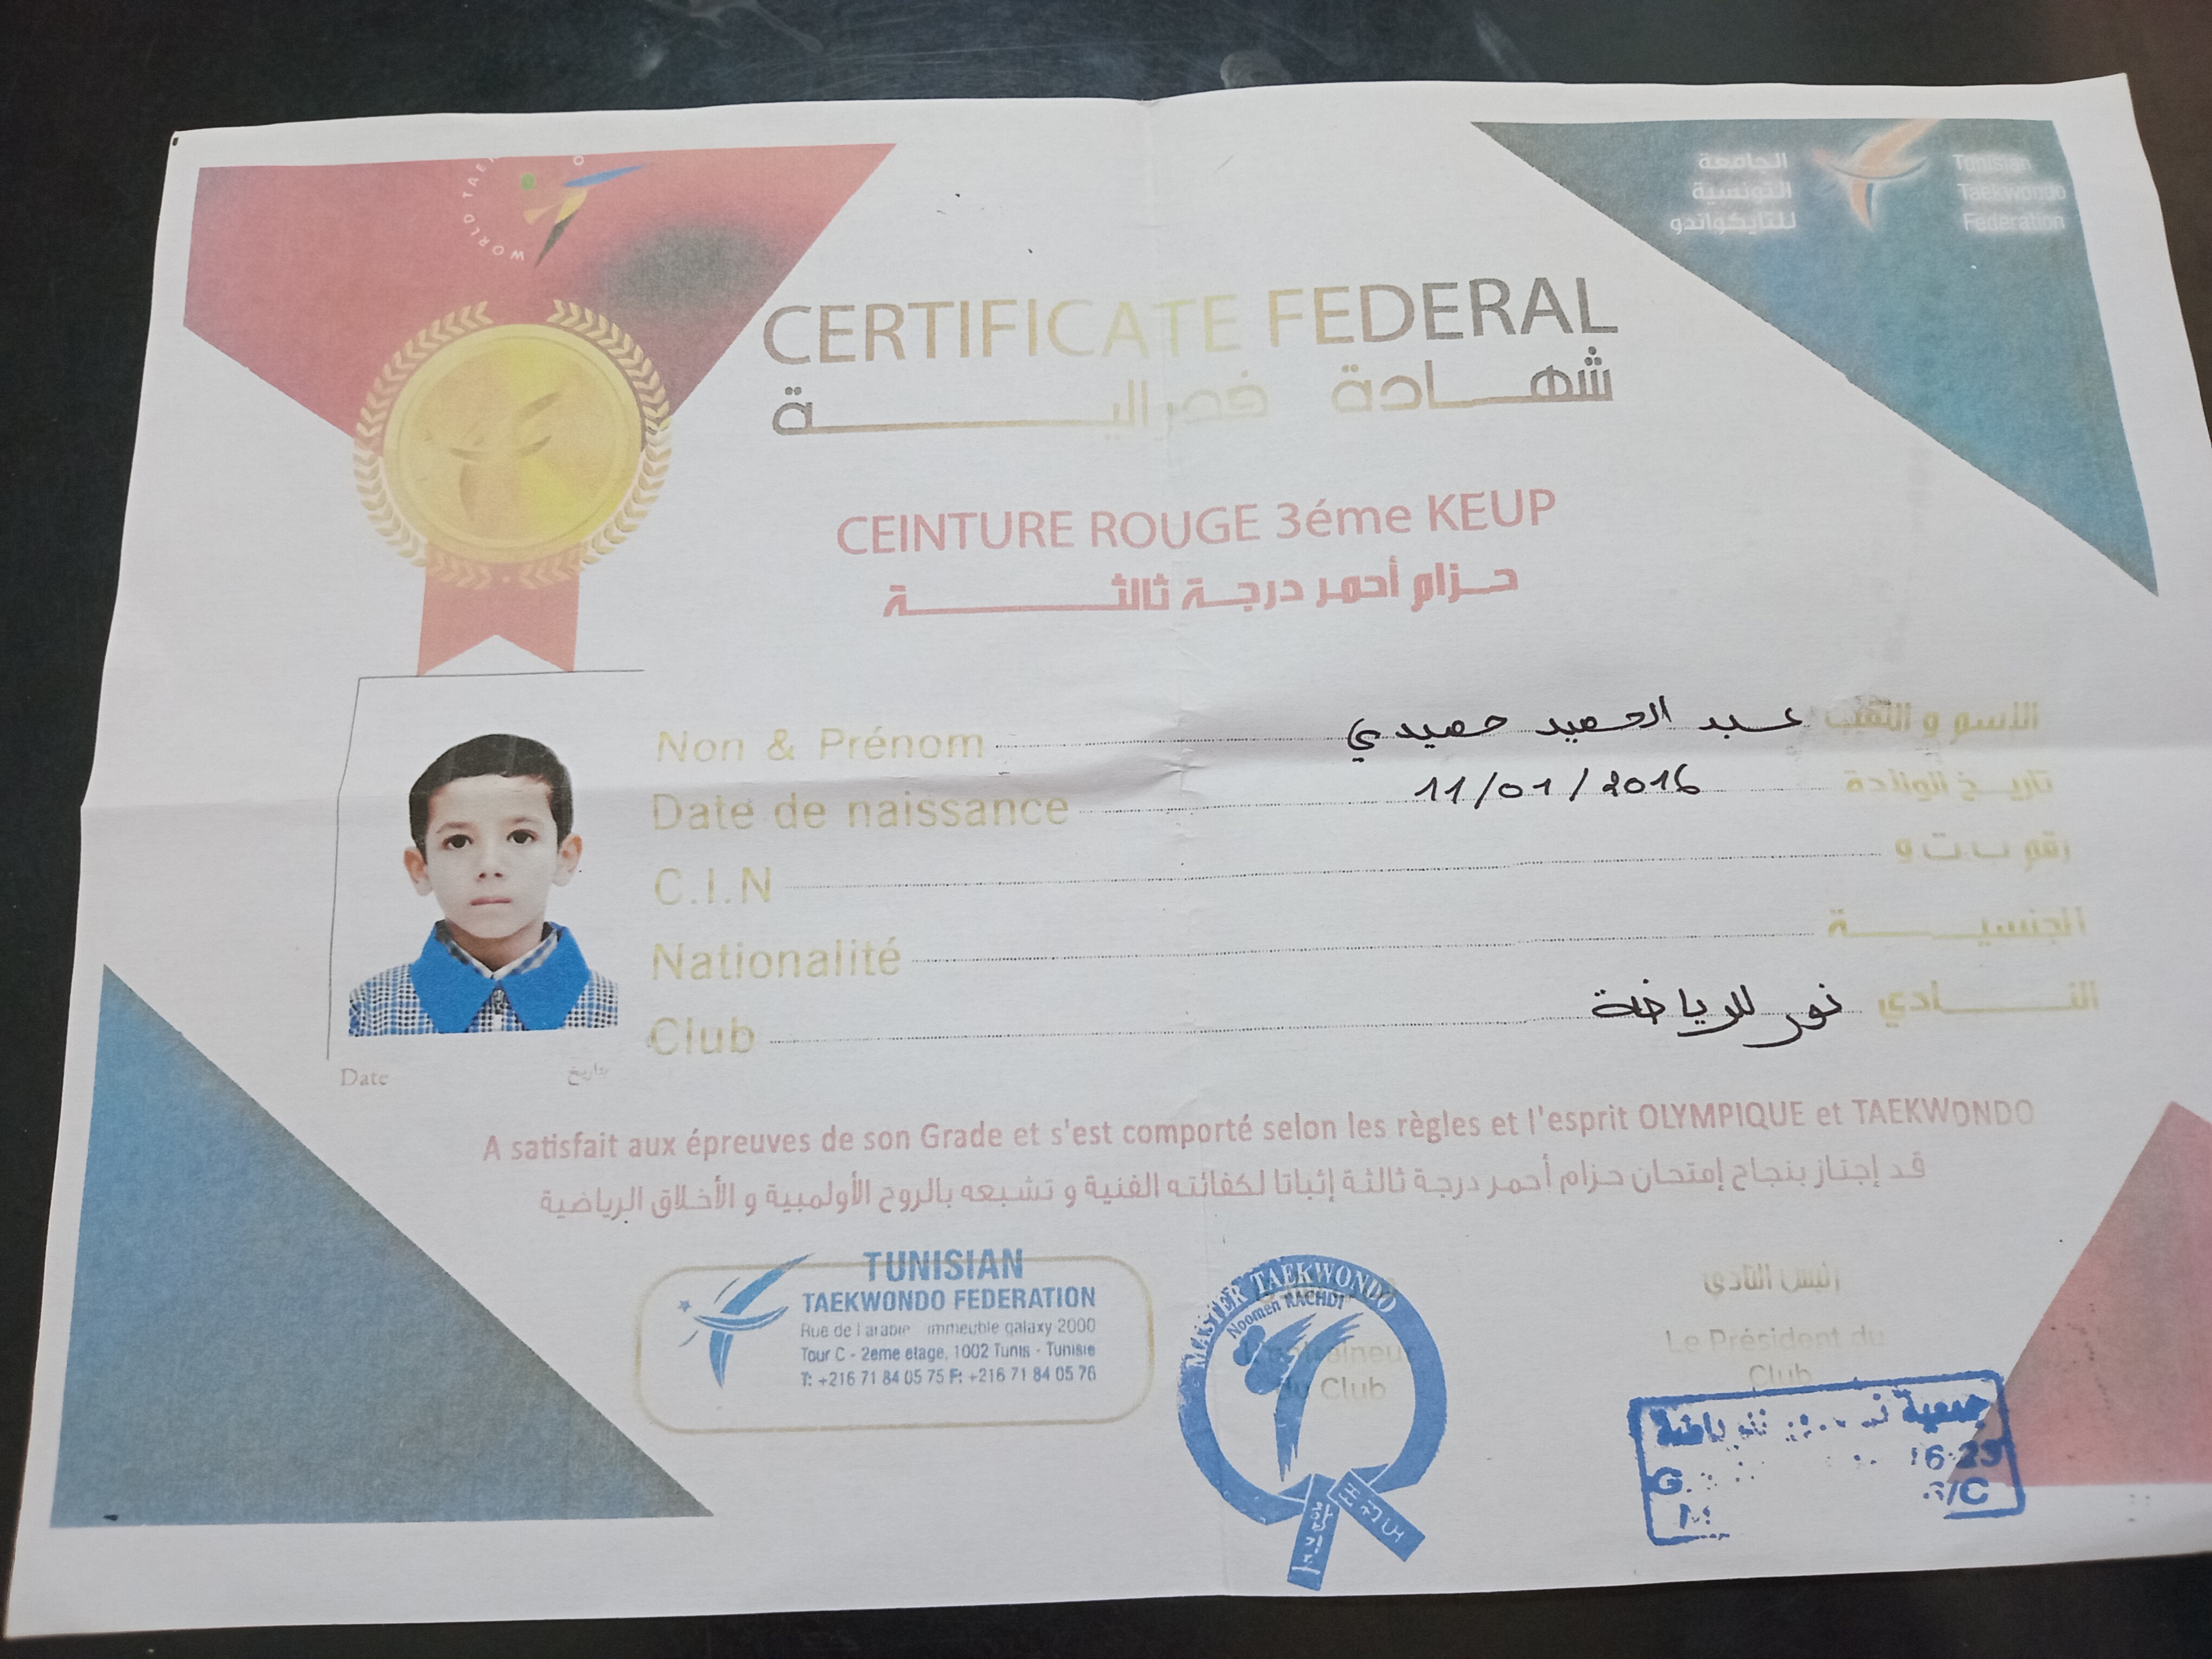 WORLD TAE
الجامعة
التونسية
للتايكواندو
Tunisian
Taekwondo
Federation
CERTIFICATE FEDERAL
شهادة فدرالية
CEINTURE ROUGE 3éme KEUP
حزام أحمر درجة ثالثة
Non & Prénom عبد الحميد حميدي الاسم و اللقب
Date de naissance 11/01/2016 تاريخ الولادة
C.I.N رقم ب ت و
Nationalité الجنسية
Club نور للرياضة النادي
Date بتاريخ
A satisfait aux épreuves de son Grade et s'est comporté selon les règles et l'esprit OLYMPIQUE et TAEKWONDO
قد إجتاز بنجاح إمتحان حزام أحمر درجة ثالثة إثباتا لكفائته الفنية و تشبعه بالروح الأولمبية و الأخلاق الرياضية
TUNISIAN
TAEKWONDO FEDERATION
Rue de l arabie immeuble galaxy 2000
Tour C - 2eme etage, 1002 Tunis - Tunisie
T: +216 71 84 05 75 F: +216 71 84 05 76
MASTER TAEKWONDO
Noomen RACHDI
du Club
رئيس النادي
Le Président du
Club
جمعية